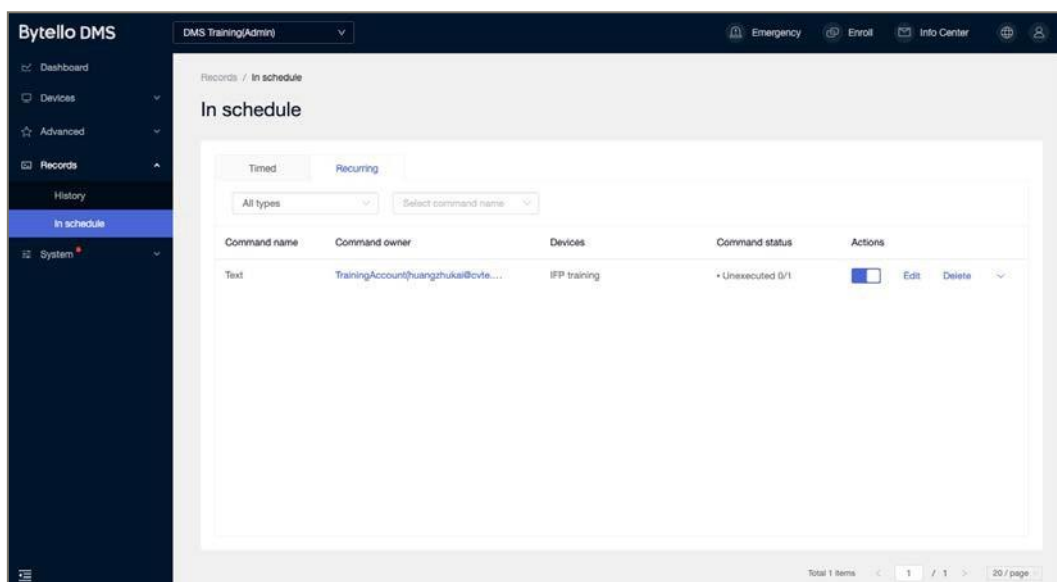 Bytello DMS
DMS Training(Admin)
Emergency
Enroll
Info Center
Dashboard
Devices
Advanced
Records
History
In schedule
System
Records / In schedule
In schedule
Timed
Recurring
All types
Select command name
Command name
Command owner
Devices
Command status
Actions
Text
TrainingAccount(huangzhukai@cvte....
IFP training
• Unexecuted 0/1
Edit
Delete
Total 1 items < 1 / 1 > 20 / page